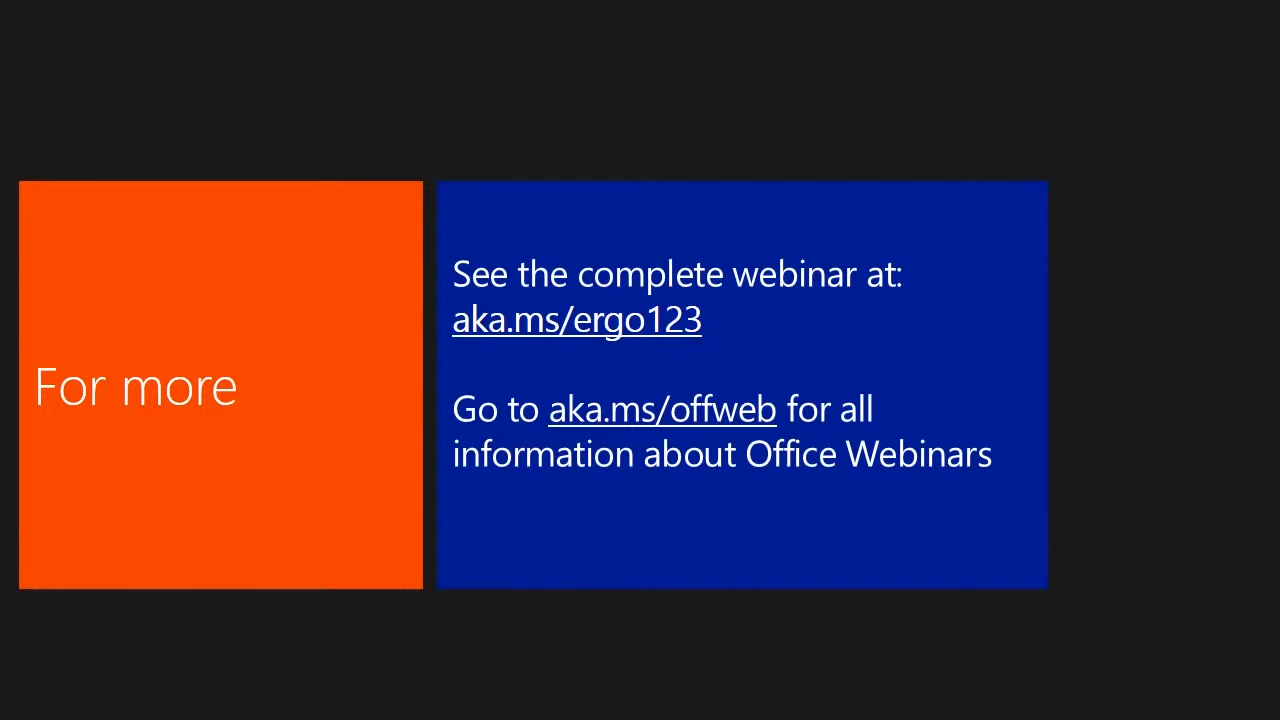 For more
See the complete webinar at:
aka.ms/ergo123
Go to aka.ms/offweb for all
information about Office Webinars